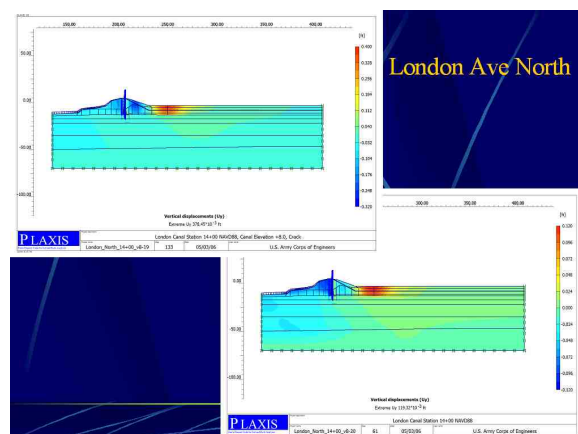 150.00 200.00 250.00 300.00 350.00 400.00
[ft]
50.00
0.00
-50.00
-100.00
0.400
0.328
0.256
0.184
0.112
0.040
-0.032
-0.104
-0.176
-0.248
-0.320
Vertical displacements (Uy)
Extreme Uy 378.45*10-3 ft
PLAXIS
London Canal Station 14+00 NAVD88, Canal Elevation +8.0, Crack
London_North_14+00_v8-19 133 05/03/06 U.S. Army Corps of Engineers
London Ave North
300.00 350.00 400.00
[ft]
0.00
-50.00
-100.00
0.120
0.096
0.072
0.048
0.024
0.000
-0.024
-0.048
-0.072
-0.096
-0.120
Vertical displacements (Uy)
Extreme Uy 119.32*10-3 ft
PLAXIS
London Canal Station 14+00 NAVD88
London_North_14+00_v8-20 61 05/03/06 U.S. Army Corps of Engineers